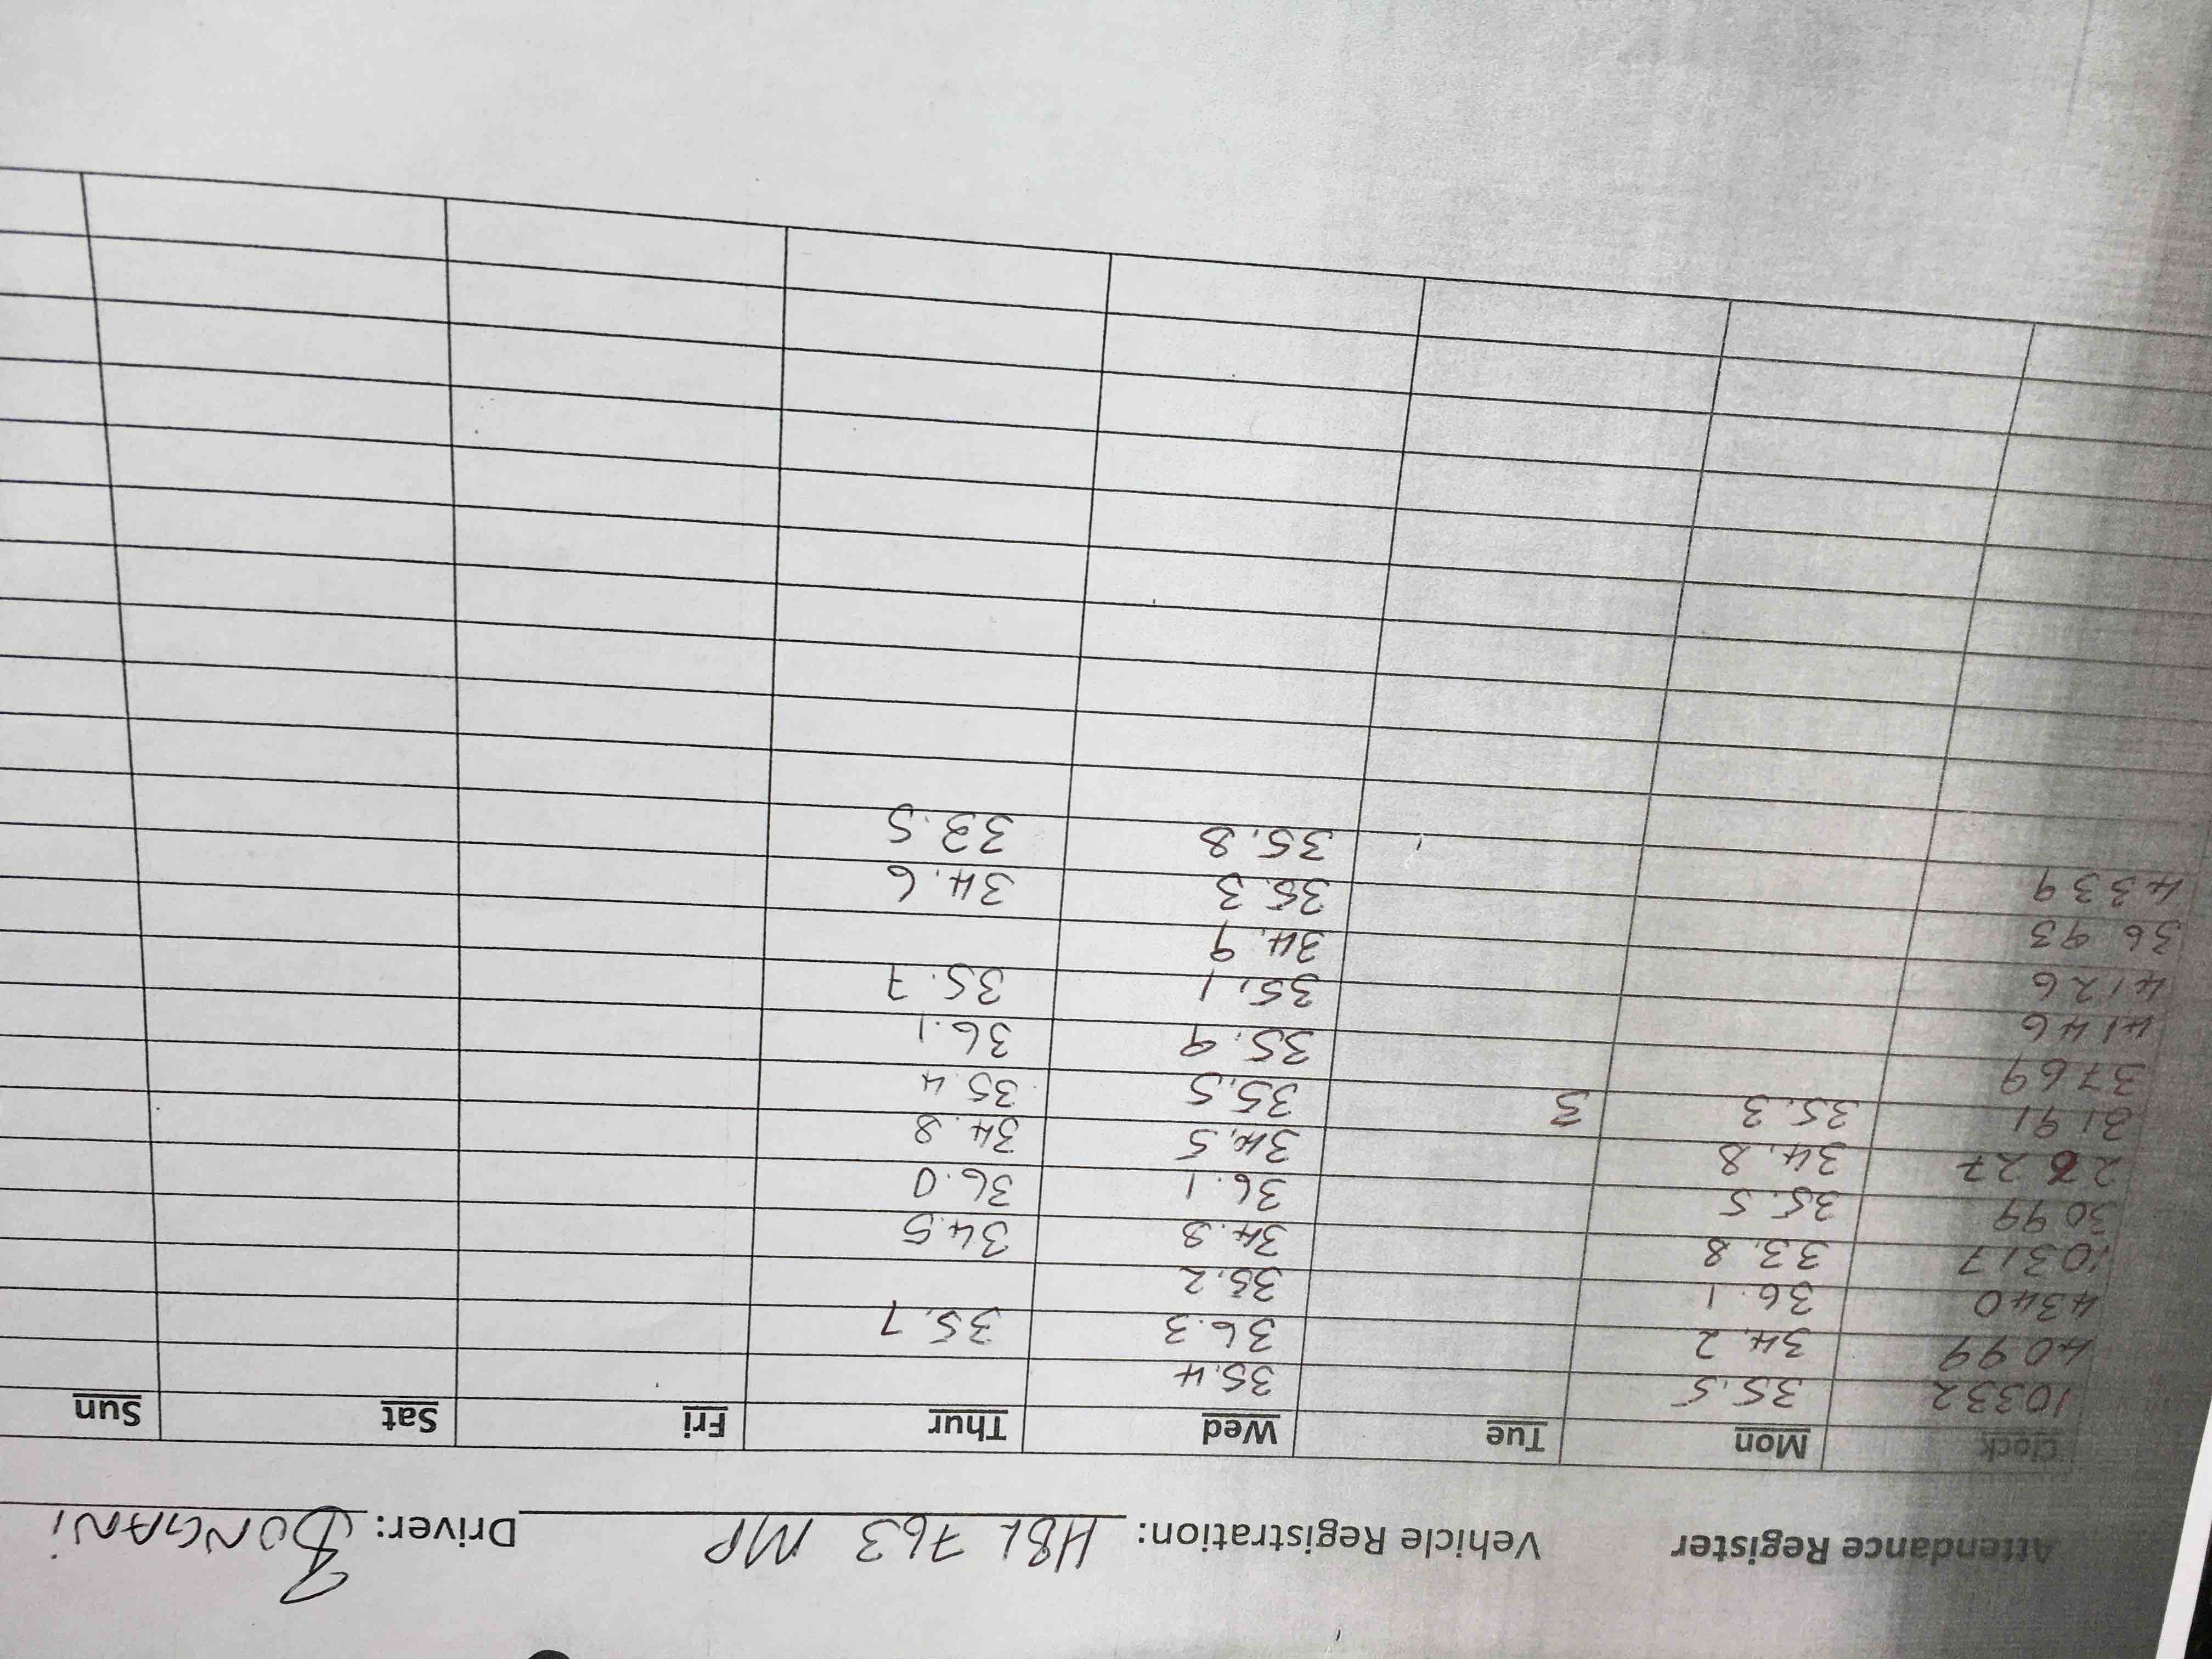 Attendance Register Vehicle Registration: HBL 763 MP Driver: BONGANI
Clock Mon Tue Wed Thur Fri Sat Sun
10332 35.5 35.4
4099 34.2 36.3 35.7
4340 36.1 35.2
10317 33.8 34.8 34.5
3099 35.5 36.1 36.0
34.8 34.5 34.8
3191 35.3 3 35.5 35.4
3769 35.9 36.1
4146 35.1 35.7
4126 34.9
3693 35.3 34.6
4339 35.8 33.5